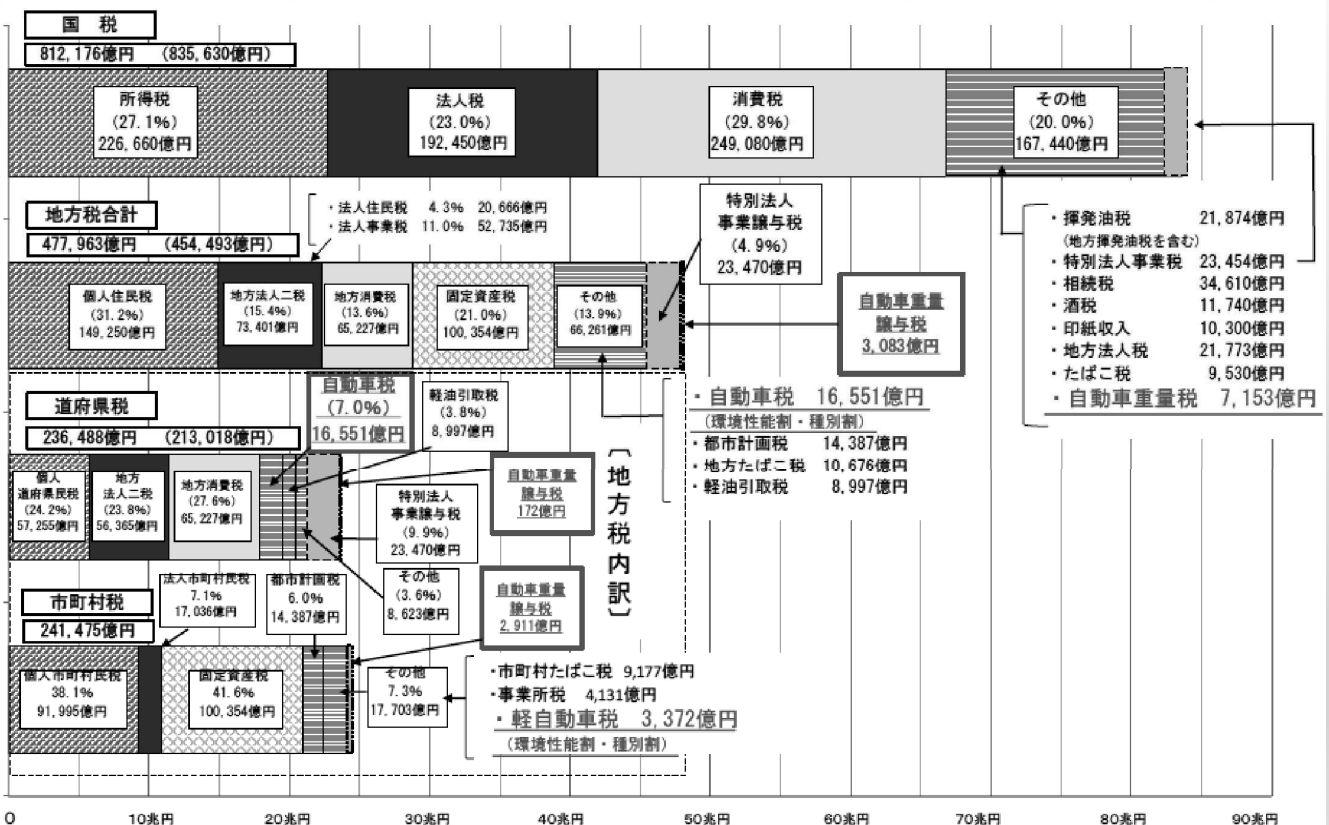 国 税
812,176億円 (835,630億円)
所得税
(27.1%)
226,660億円
法人税
(23.0%)
192,450億円
消費税
(29.8%)
249,080億円
その他
(20.0%)
167,440億円
・揮発油税 21,874億円
(地方揮発油税を含む)
・特別法人事業税 23,454億円
・相続税 34,610億円
・酒税 11,740億円
・印紙収入 10,300億円
・地方法人税 21,773億円
・たばこ税 9,530億円
・自動車重量税 7,153億円
地方税合計
477,963億円 (454,493億円)
・法人住民税 4.3% 20,666億円
・法人事業税 11.0% 52,735億円
特別法人
事業譲与税
(4.9%)
23,470億円
個人住民税
(31.2%)
149,250億円
地方法人二税
(15.4%)
73,401億円
地方消費税
(13.6%)
65,227億円
固定資産税
(21.0%)
100,354億円
その他
(13.9%)
66,261億円
自動車重量
譲与税
3,083億円
・自動車税 16,551億円
(環境性能割・種別割)
・都市計画税 14,387億円
・地方たばこ税 10,676億円
・軽油引取税 8,997億円
道府県税
236,488億円 (213,018億円)
自動車税
(7.0%)
16,551億円
軽油引取税
(3.8%)
8,997億円
個人
道府県民税
(24.2%)
57,255億円
地方
法人二税
(23.8%)
56,365億円
地方消費税
(27.6%)
65,227億円
特別法人
事業譲与税
(9.9%)
23,470億円
自動車重量
譲与税
172億円
その他
(3.6%)
8,623億円
〔地方税内訳〕
市町村税
241,475億円
法人市町村民税
7.1%
17,036億円
都市計画税
6.0%
14,387億円
自動車重量
譲与税
2,911億円
個人市町村民税
38.1%
91,995億円
固定資産税
41.6%
100,354億円
その他
7.3%
17,703億円
・市町村たばこ税 9,177億円
・事業所税 4,131億円
・軽自動車税 3,372億円
(環境性能割・種別割)
0 10兆円 20兆円 30兆円 40兆円 50兆円 60兆円 70兆円 80兆円 90兆円